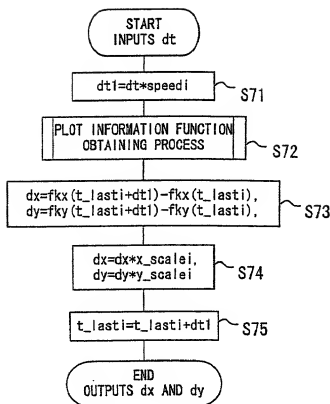 START
INPUTS dt
dt1=dt*speedi
S71
PLOT INFORMATION FUNCTION
OBTAINING PROCESS
S72
dx=fkx(t_lasti+dt1)-fkx(t_lasti),
dy=fky(t_lasti+dt1)-fky(t_lasti),
S73
dx=dx*x_scalei,
dy=dy*y_scalei
S74
t_lasti=t_lasti+dt1
S75
END
OUTPUTS dx AND dy